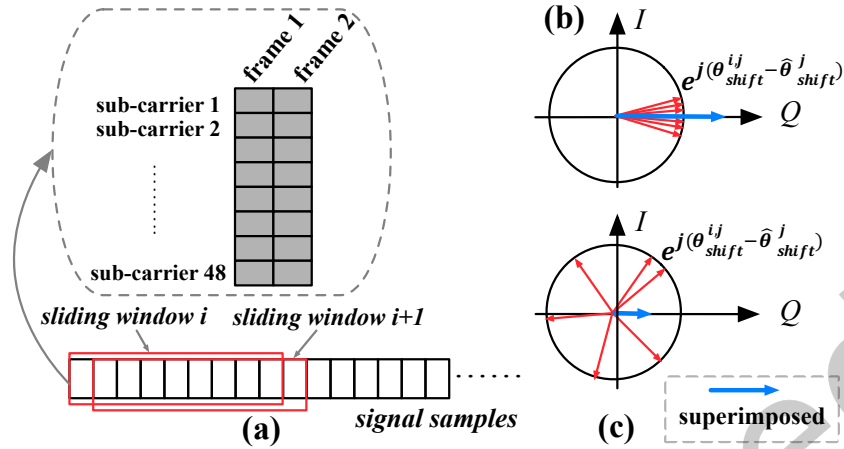 frame 1
frame 2
sub-carrier 1
sub-carrier 2
sub-carrier 48
sliding window i
sliding window i+1
signal samples
(a)
(b)
I
Q
e^{j(θ^{i,j}_{shift}-θ̂^{j}_{shift})}
I
Q
e^{j(θ^{i,j}_{shift}-θ̂^{j}_{shift})}
(c)
superimposed